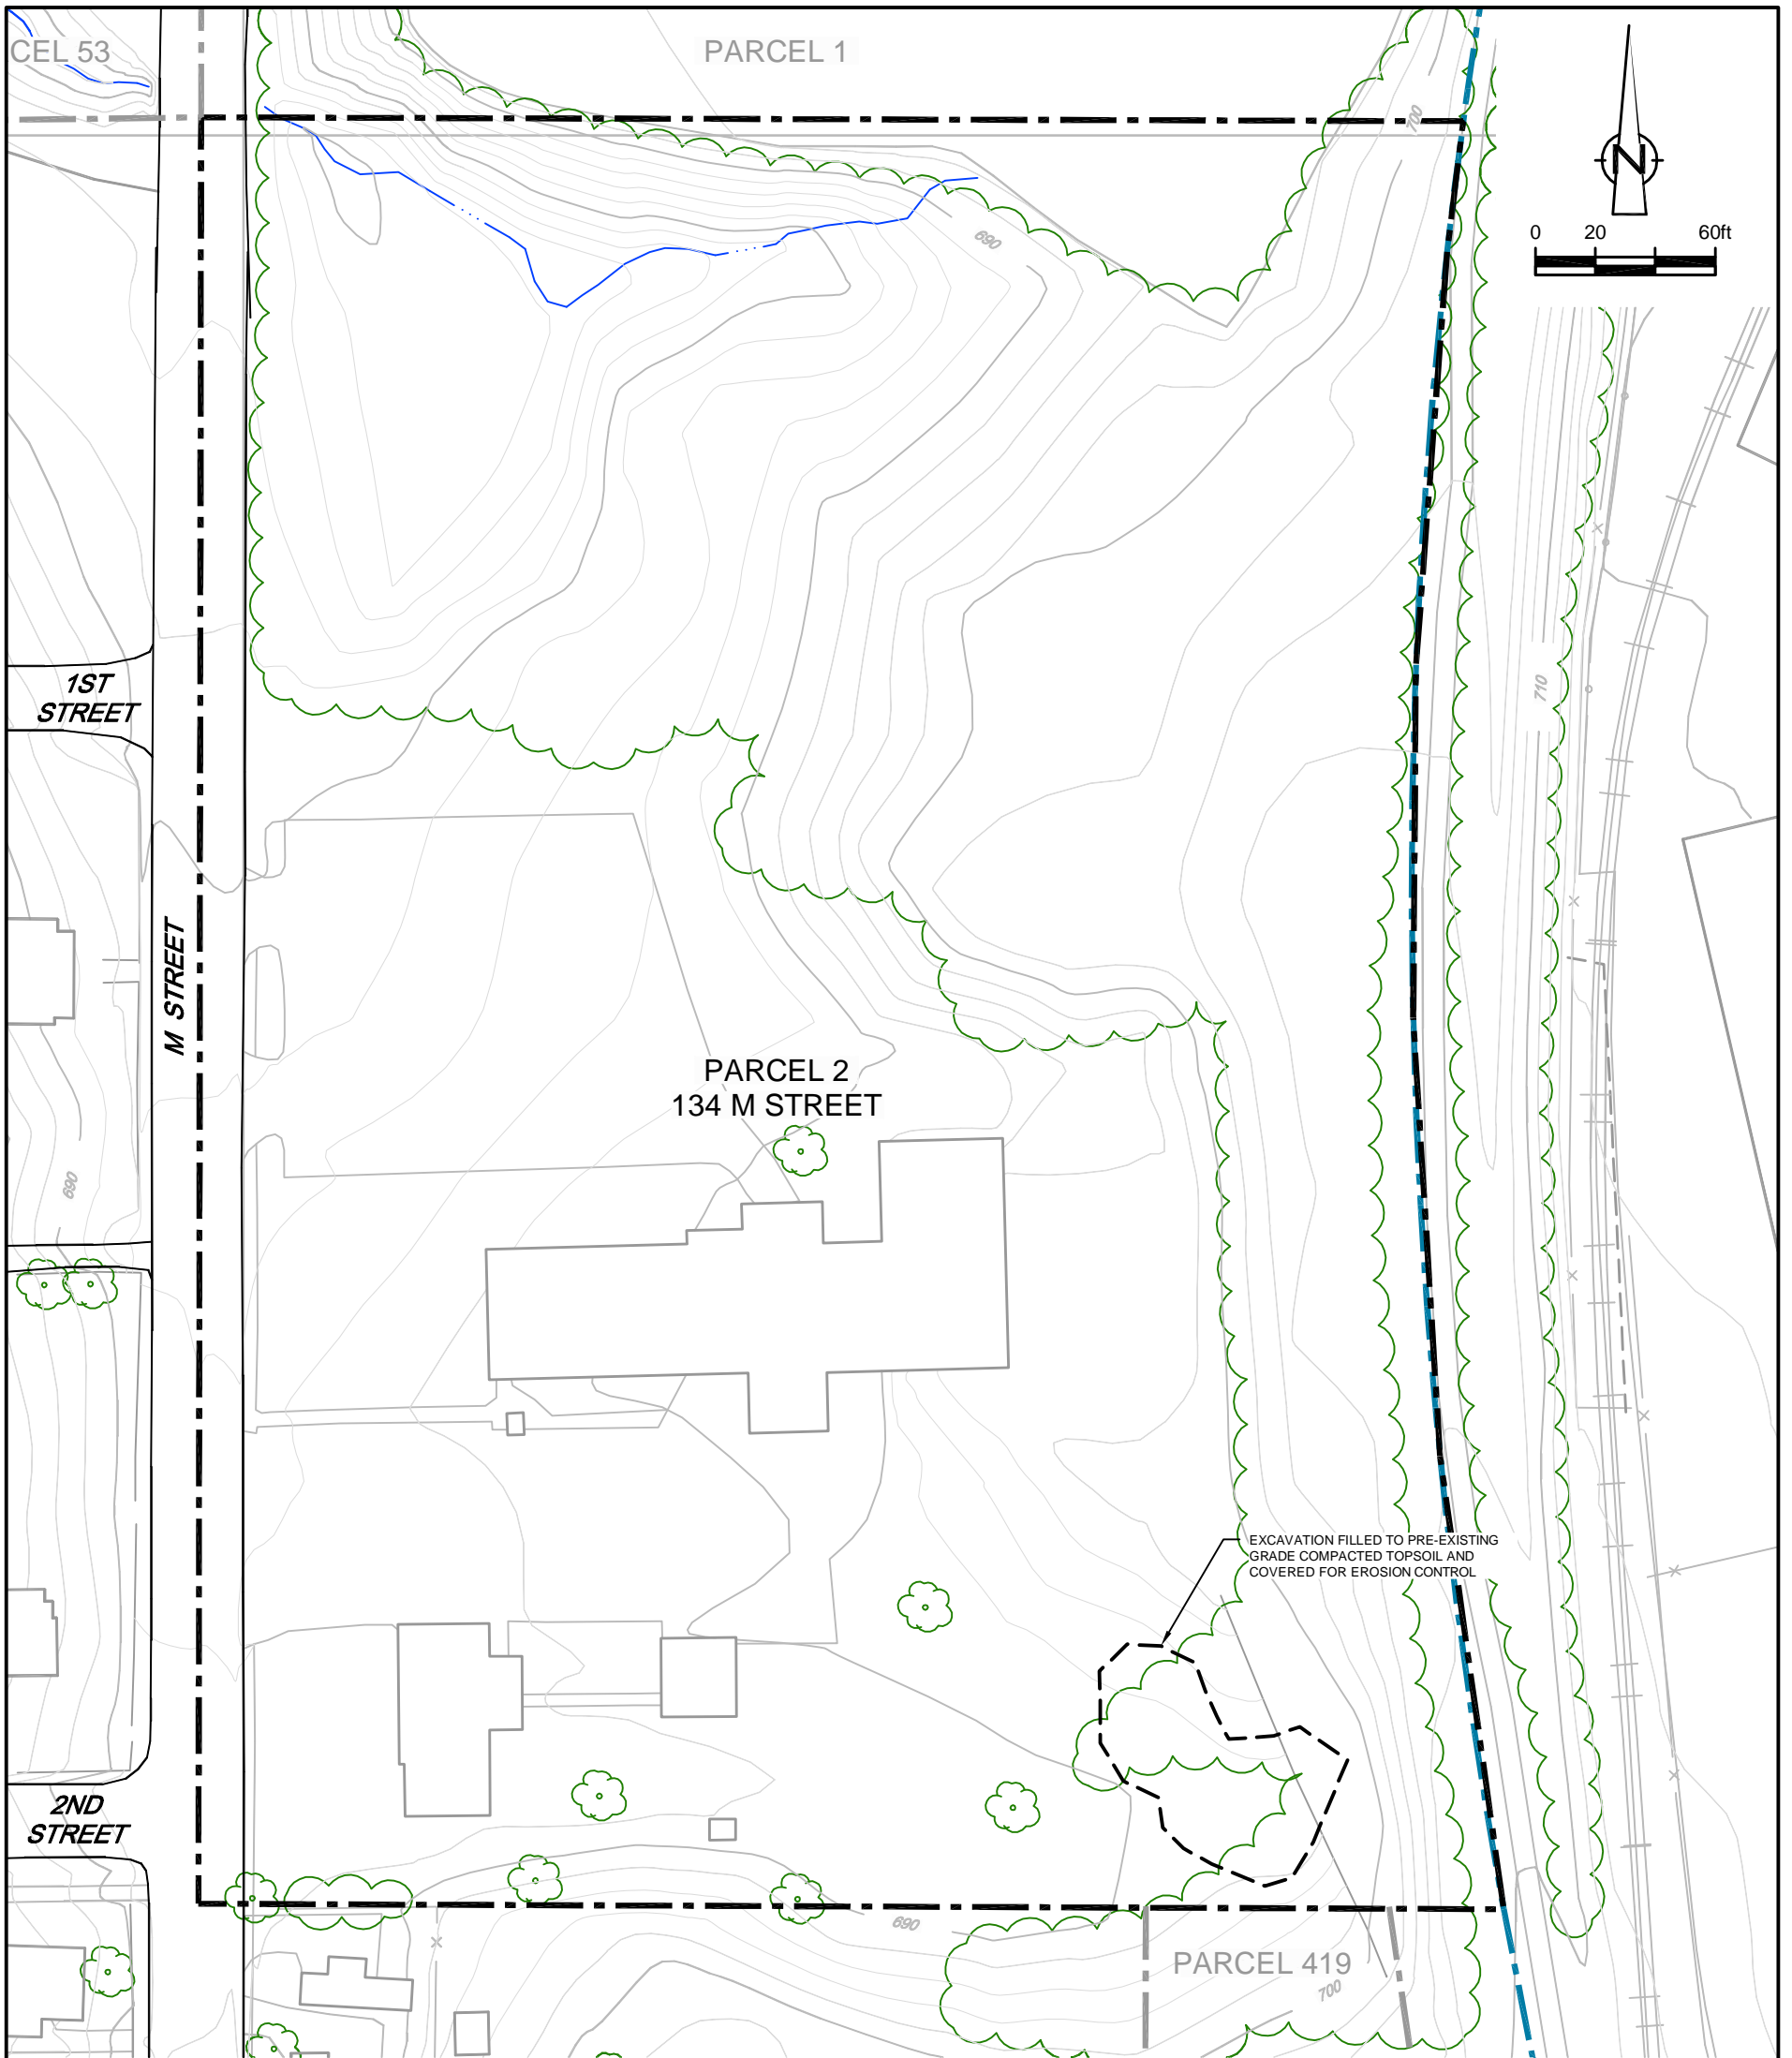 CEL 53
PARCEL 1
700
N
0 20 60ft
690
1ST
STREET
710
M STREET
PARCEL 2
134 M STREET
690
EXCAVATION FILLED TO PRE-EXISTING
GRADE COMPACTED TOPSOIL AND
COVERED FOR EROSION CONTROL
2ND
STREET
690
PARCEL 419
700